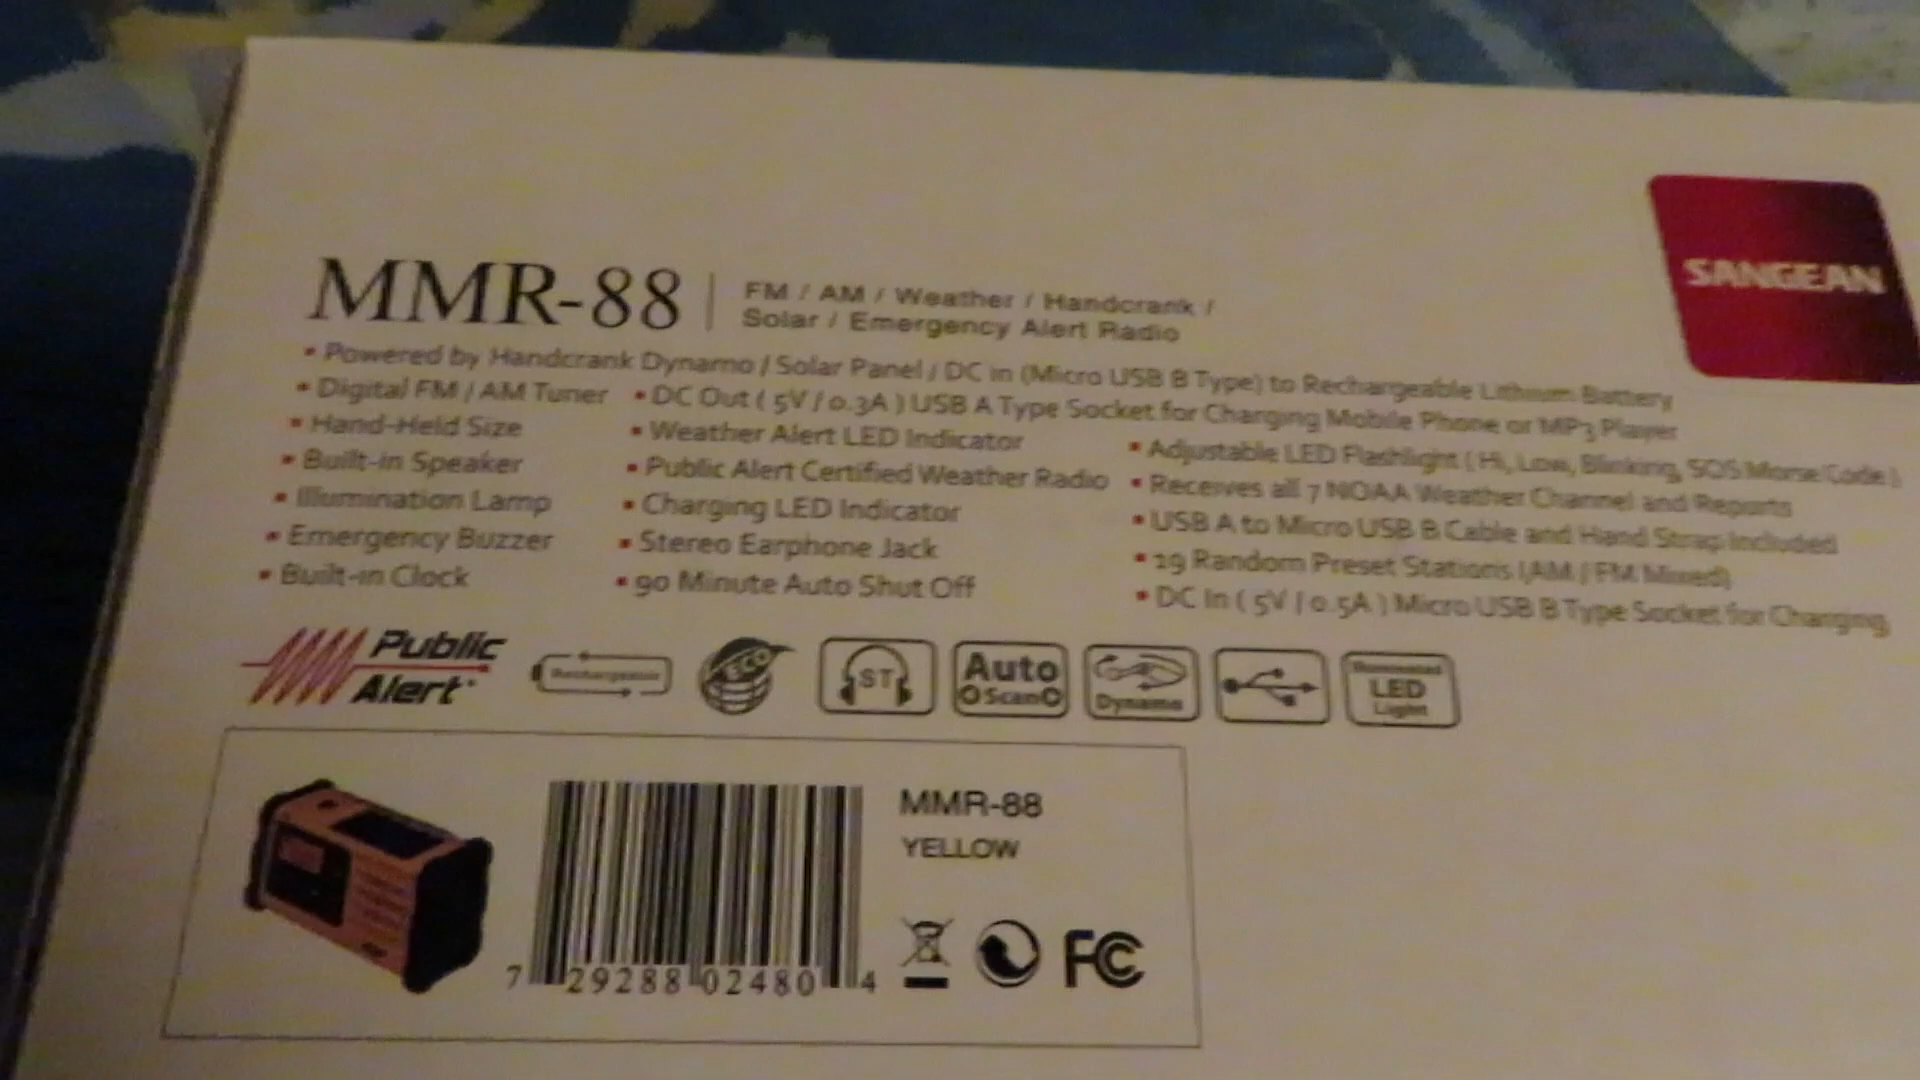 SANGEAN
MMR-88
FM / AM / Weather / Handcrank /
Solar / Emergency Alert Radio
• Powered by Handcrank Dynamo / Solar Panel / DC in (Micro USB B Type) to Rechargeable Lithium Battery
• Digital FM / AM Tuner
• Hand-Held Size
• Built-in Speaker
• Illumination Lamp
• Emergency Buzzer
• Built-in Clock
• DC Out ( 5V / 0.3A ) USB A Type Socket for Charging Mobile Phone or MP3 Player
• Weather Alert LED Indicator
• Public Alert Certified Weather Radio
• Charging LED Indicator
• Stereo Earphone Jack
• 90 Minute Auto Shut Off
• Adjustable LED Flashlight ( Hi, Low, Blinking, SOS Morse Code )
• Receives all 7 NOAA Weather Channel and Reports
• USB A to Micro USB B Cable and Hand Strap Included
• 19 Random Preset Stations (AM / FM Mixed)
• DC In ( 5V / 0.5A ) Micro USB B Type Socket for Charging
Public
Alert
Rechargeable
ECO
ST
Auto
Scan
Dynamo
LED
Light
MMR-88
YELLOW
7 29288 02480 4
FC